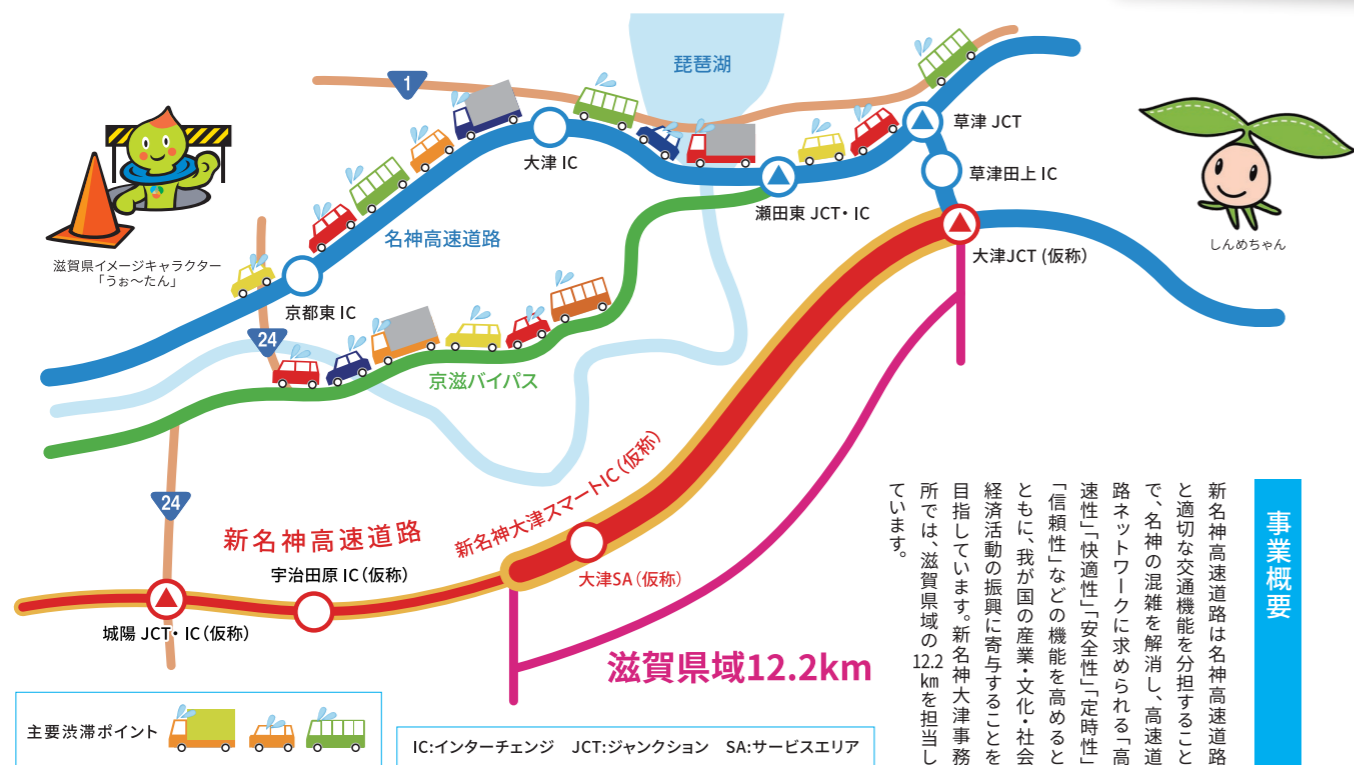 1
琵琶湖
草津 JCT
大津 IC
草津田上 IC
瀬田東 JCT・IC
名神高速道路
しんめちゃん
大津JCT (仮称)
滋賀県イメージキャラクター
「うぉ～たん」
京都東 IC
24
京滋バイパス
24
新名神高速道路
新名神大津スマートIC(仮称)
宇治田原 IC(仮称)
大津SA(仮称)
城陽 JCT・IC(仮称)
滋賀県域12.2km
主要渋滞ポイント
IC:インターチェンジ JCT:ジャンクション SA:サービスエリア
事業概要
新名神高速道路は名神高速道路
と適切な交通機能を分担すること
で、名神の混雑を解消し、高速道
路ネットワークに求められる「高
速性」「快適性」「安全性」「定時性」
「信頼性」などの機能を高めると
ともに、我が国の産業・文化・社会
経済活動の振興に寄与することを
目指しています。新名神大津事務
所では、滋賀県域の12.2kmを担当し
ています。